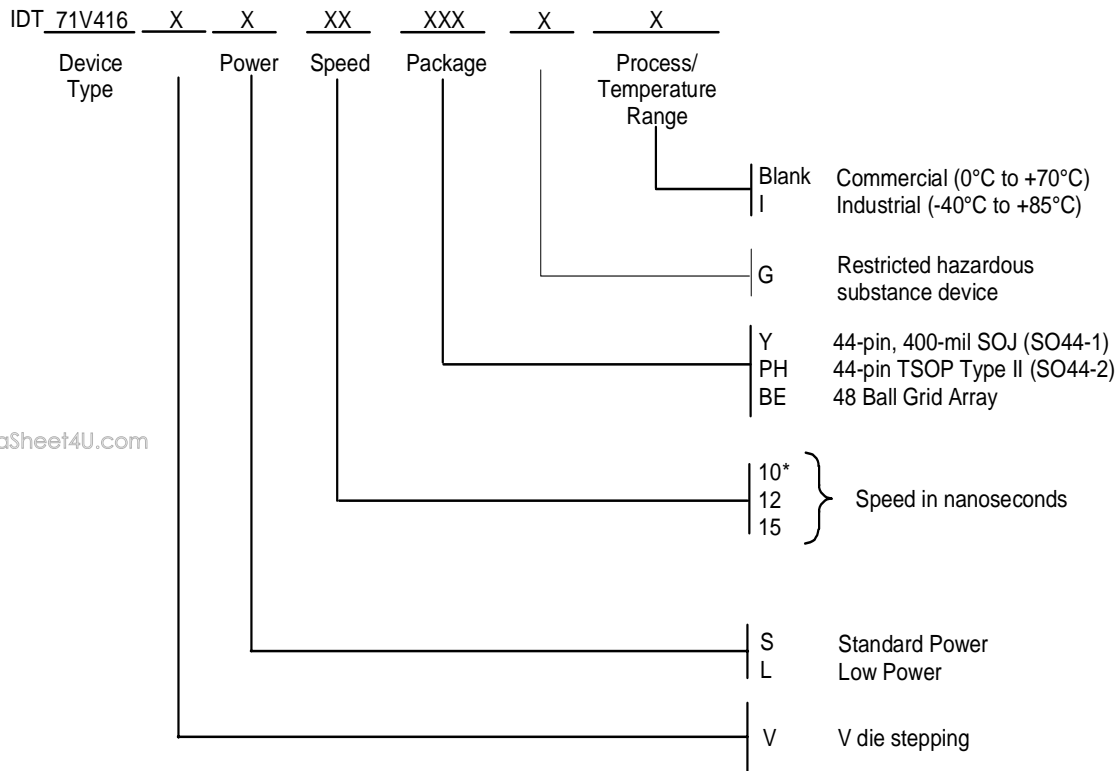 IDT 71V416 X X XX XXX X X
Device Type
Power
Speed
Package
Process/
Temperature
Range
Blank Commercial (0°C to +70°C)
I Industrial (-40°C to +85°C)
G Restricted hazardous
substance device
Y 44-pin, 400-mil SOJ (SO44-1)
PH 44-pin TSOP Type II (SO44-2)
BE 48 Ball Grid Array
aSheet4U.com
10*
12 Speed in nanoseconds
15
S Standard Power
L Low Power
V V die stepping